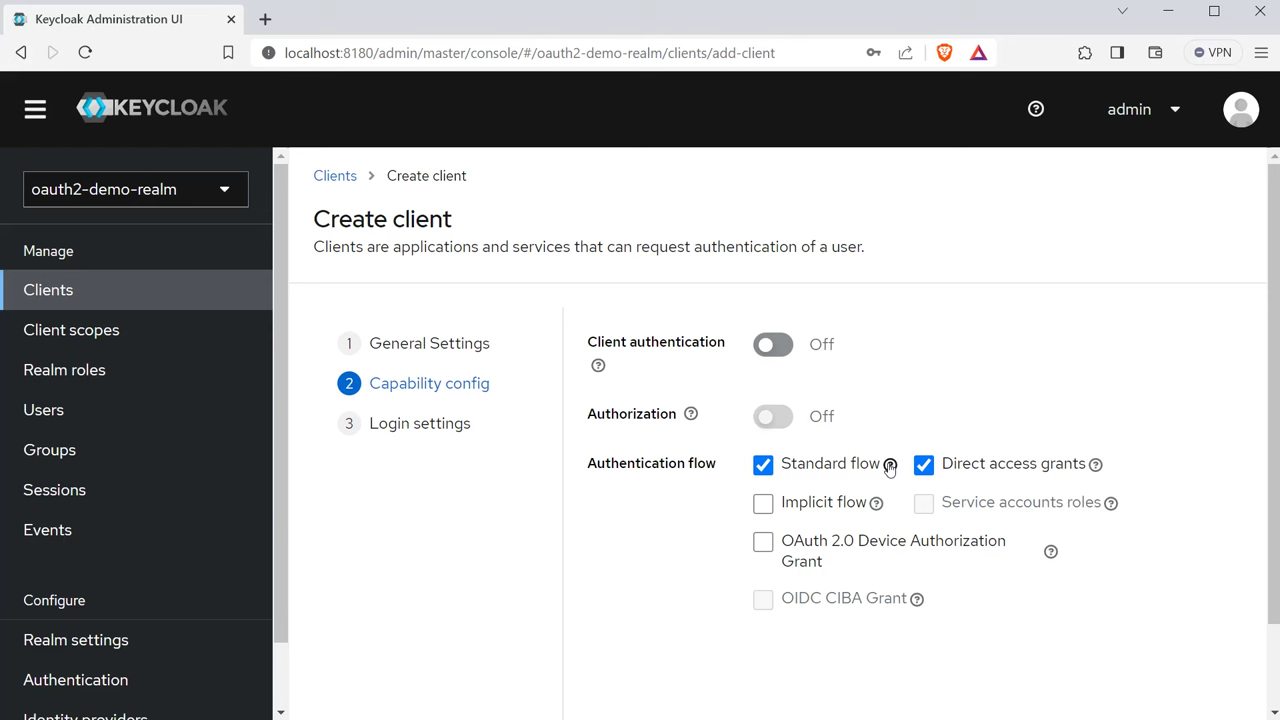 Keycloak Administration UI
localhost:8180/admin/master/console/#/oauth2-demo-realm/clients/add-client
VPN
KEYCLOAK
admin
oauth2-demo-realm
Manage
Clients
Client scopes
Realm roles
Users
Groups
Sessions
Events
Configure
Realm settings
Authentication
Identity providers
Clients > Create client
Create client
Clients are applications and services that can request authentication of a user.
1 General Settings
2 Capability config
3 Login settings
Client authentication
Off
Authorization
Off
Authentication flow
Standard flow
Direct access grants
Implicit flow
Service accounts roles
OAuth 2.0 Device Authorization
Grant
OIDC CIBA Grant